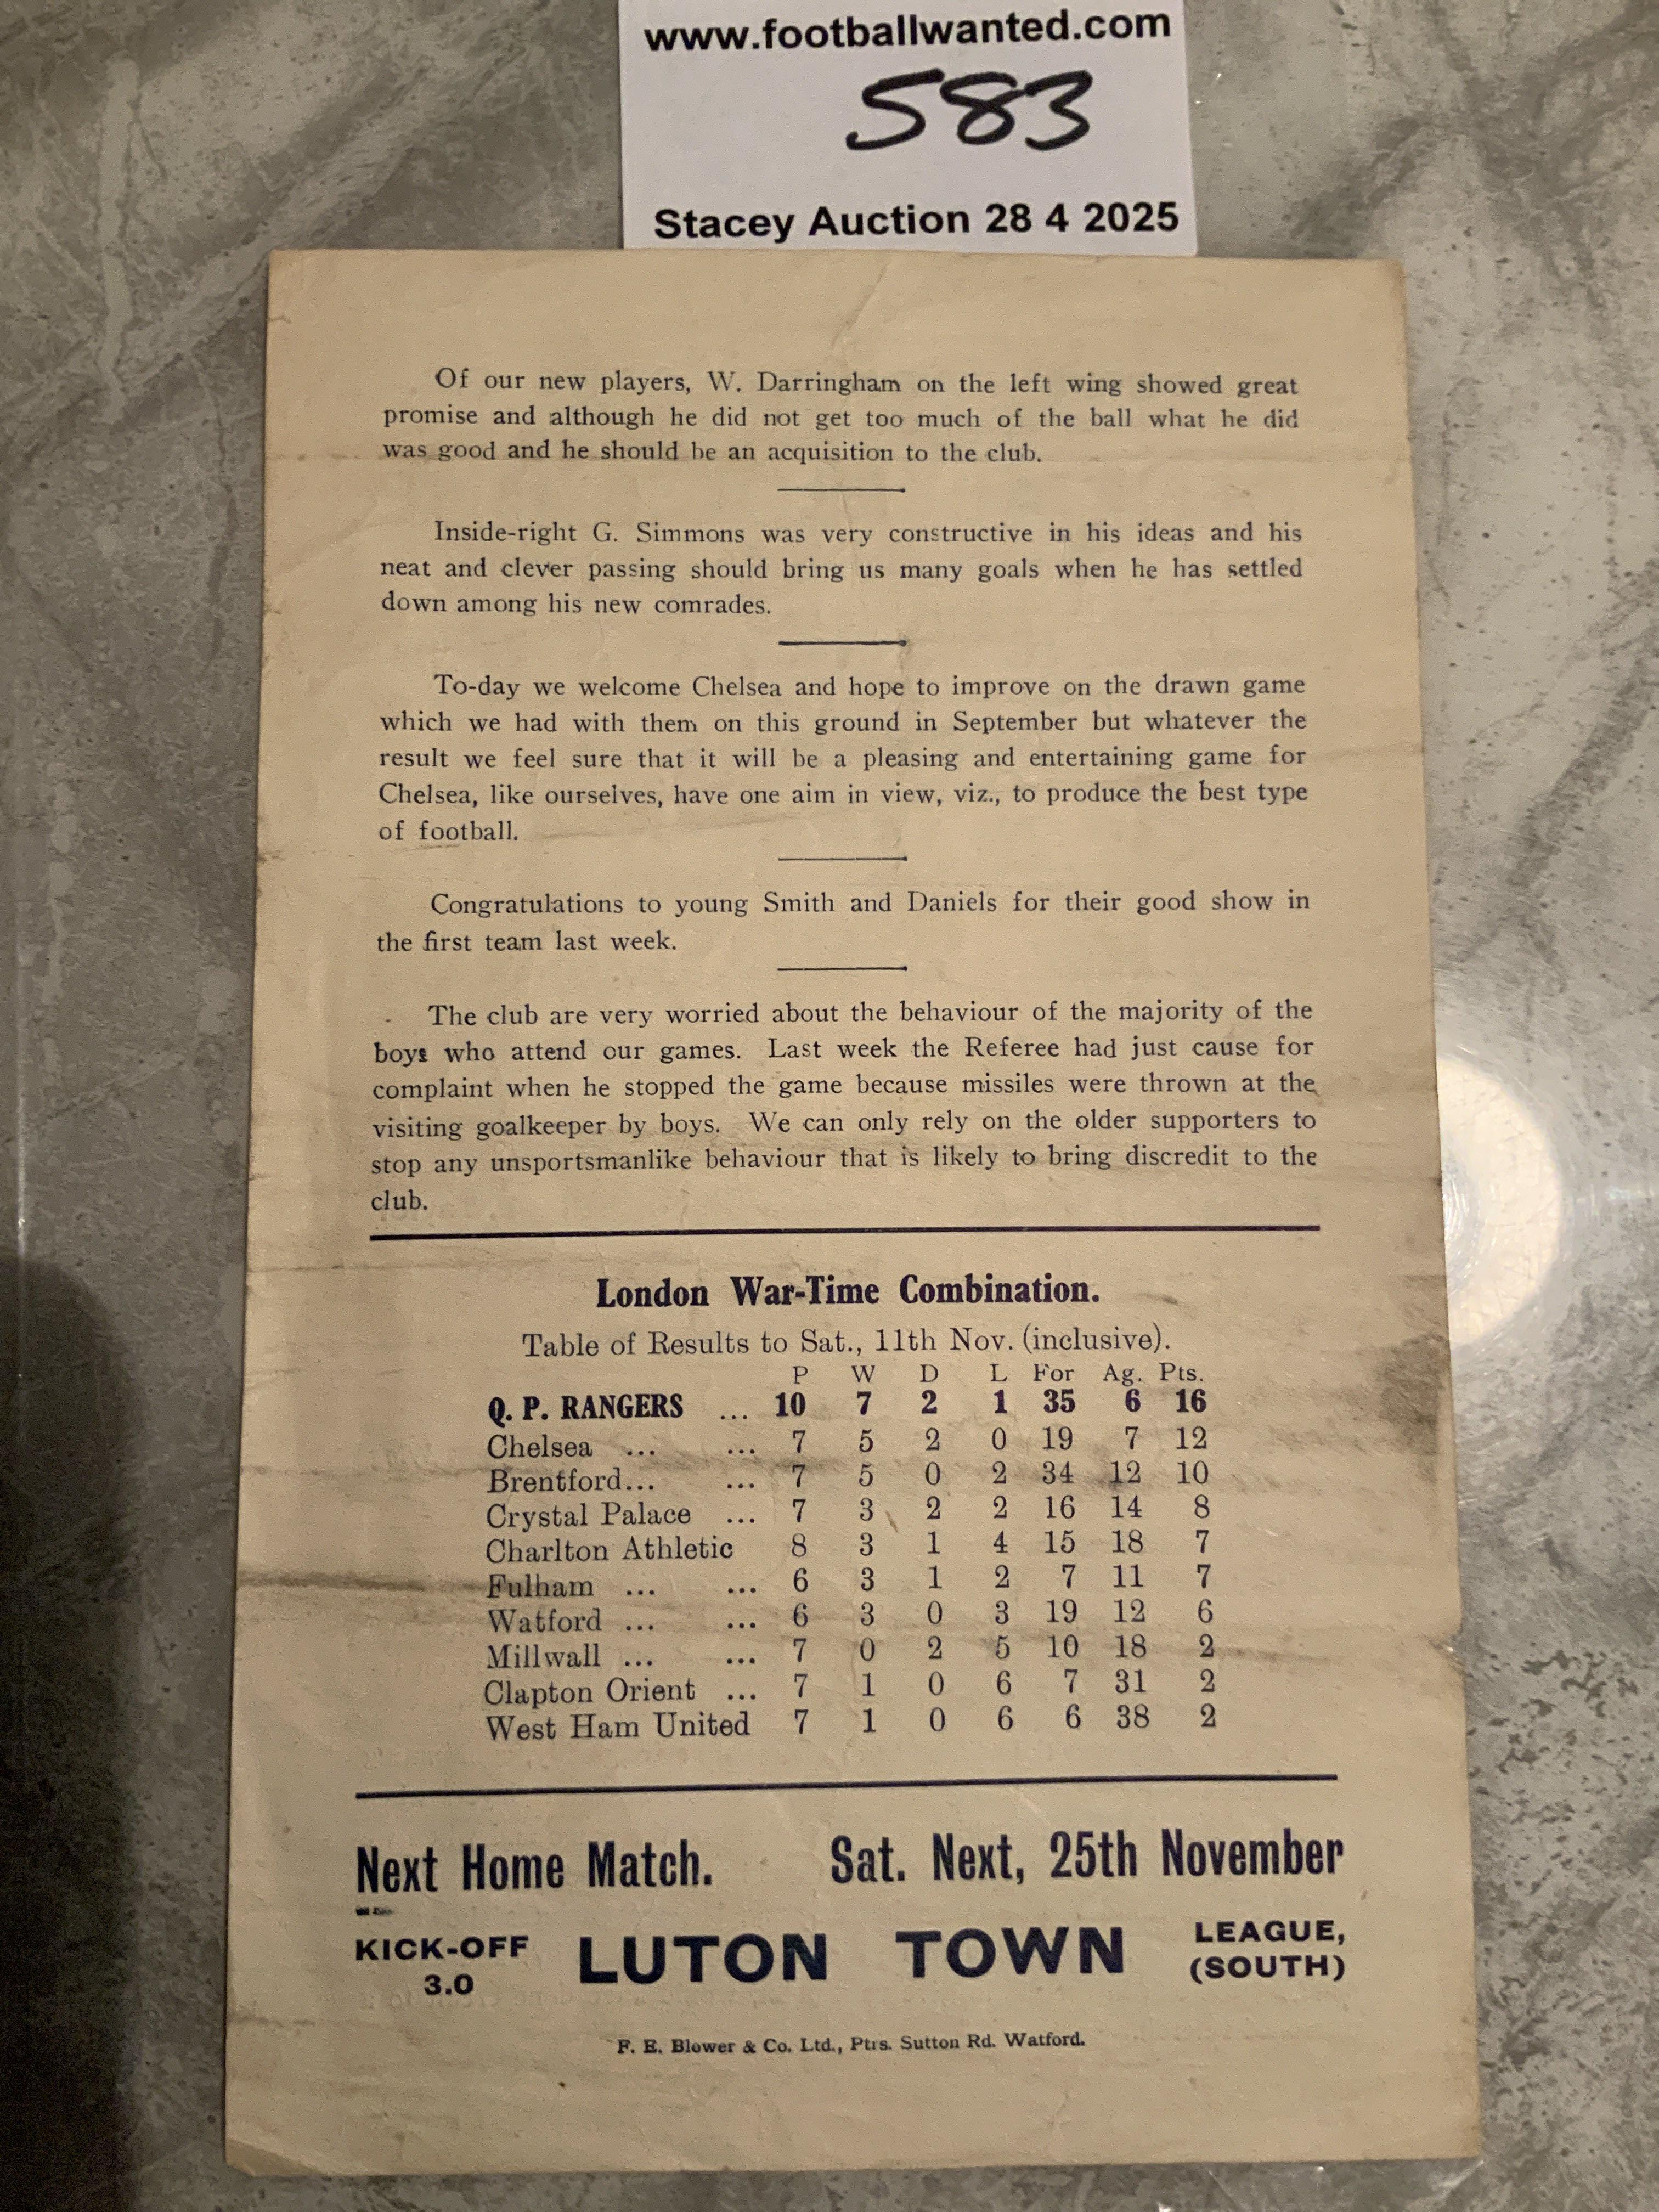 www.footballwanted.com
583
Stacey Auction 28 4 2025
Of our new players, W. Darringham on the left wing showed great
promise and although he did not get too much of the ball what he did
was good and he should be an acquisition to the club.
Inside-right G. Simmons was very constructive in his ideas and his
neat and clever passing should bring us many goals when he has settled
down among his new comrades.
To-day we welcome Chelsea and hope to improve on the drawn game
which we had with them on this ground in September but whatever the
result we feel sure that it will be a pleasing and entertaining game for
Chelsea, like ourselves, have one aim in view, viz., to produce the best type
of football.
Congratulations to young Smith and Daniels for their good show in
the first team last week.
The club are very worried about the behaviour of the majority of the
boys who attend our games. Last week the Referee had just cause for
complaint when he stopped the game because missiles were thrown at the
visiting goalkeeper by boys. We can only rely on the older supporters to
stop any unsportsmanlike behaviour that is likely to bring discredit to the
club.
London War-Time Combination.
Table of Results to Sat., 11th Nov. (inclusive).
P W D L For Ag. Pts.
Q. P. RANGERS ... 10 7 2 1 35 6 16
Chelsea ... ... 7 5 2 0 19 7 12
Brentford... ... 7 5 0 2 34 12 10
Crystal Palace ... 7 3 2 2 16 14 8
Charlton Athletic 8 3 1 4 15 18 7
Fulham ... ... 6 3 1 2 7 11 7
Watford ... ... 6 3 0 3 19 12 6
Millwall ... ... 7 0 2 5 10 18 2
Clapton Orient ... 7 1 0 6 7 31 2
West Ham United 7 1 0 6 6 38 2
Next Home Match. Sat. Next, 25th November
KICK-OFF 3.0 LUTON TOWN LEAGUE, (SOUTH)
F. E. Blower & Co. Ltd., Ptrs. Sutton Rd. Watford.